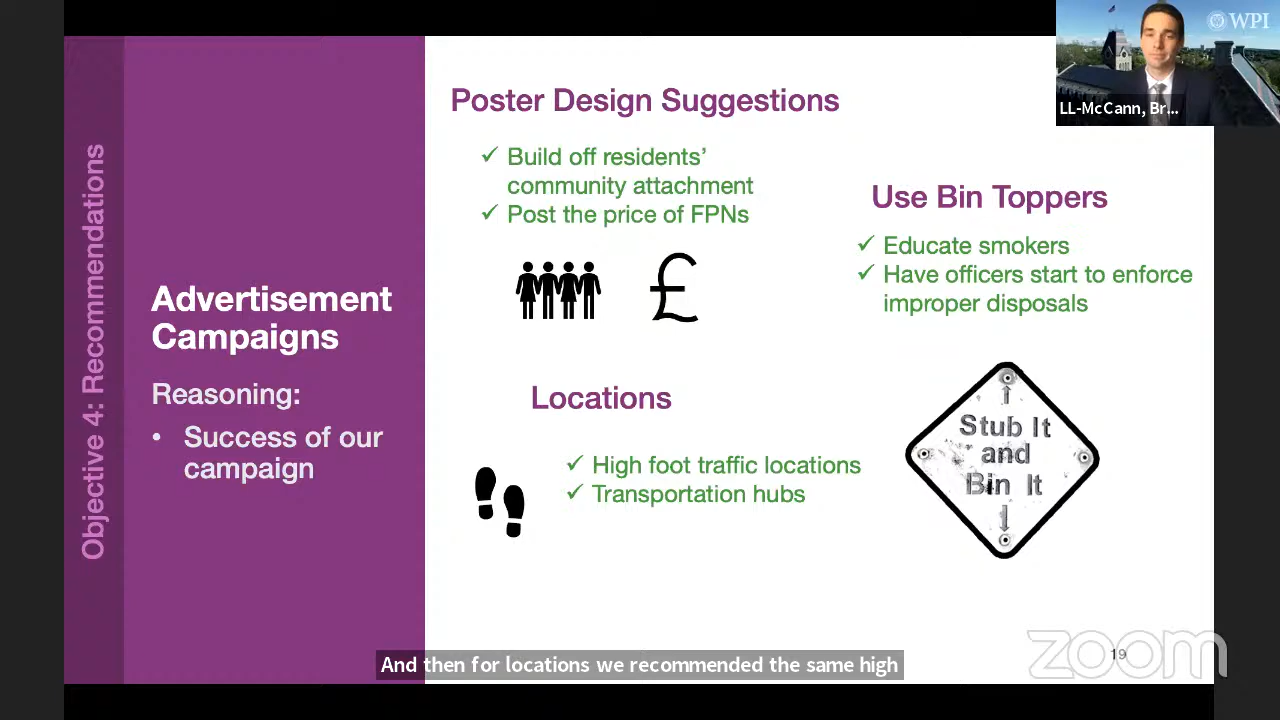 WPI
LL-McCann, Br...
Objective 4: Recommendations
Advertisement
Campaigns
Reasoning:
• Success of our
campaign
Poster Design Suggestions
✓ Build off residents’
community attachment
✓ Post the price of FPNs
£
Use Bin Toppers
✓ Educate smokers
✓ Have officers start to enforce
improper disposals
Locations
✓ High foot traffic locations
✓ Transportation hubs
Stub It
and
Bin It
And then for locations we recommended the same high
zoom
19